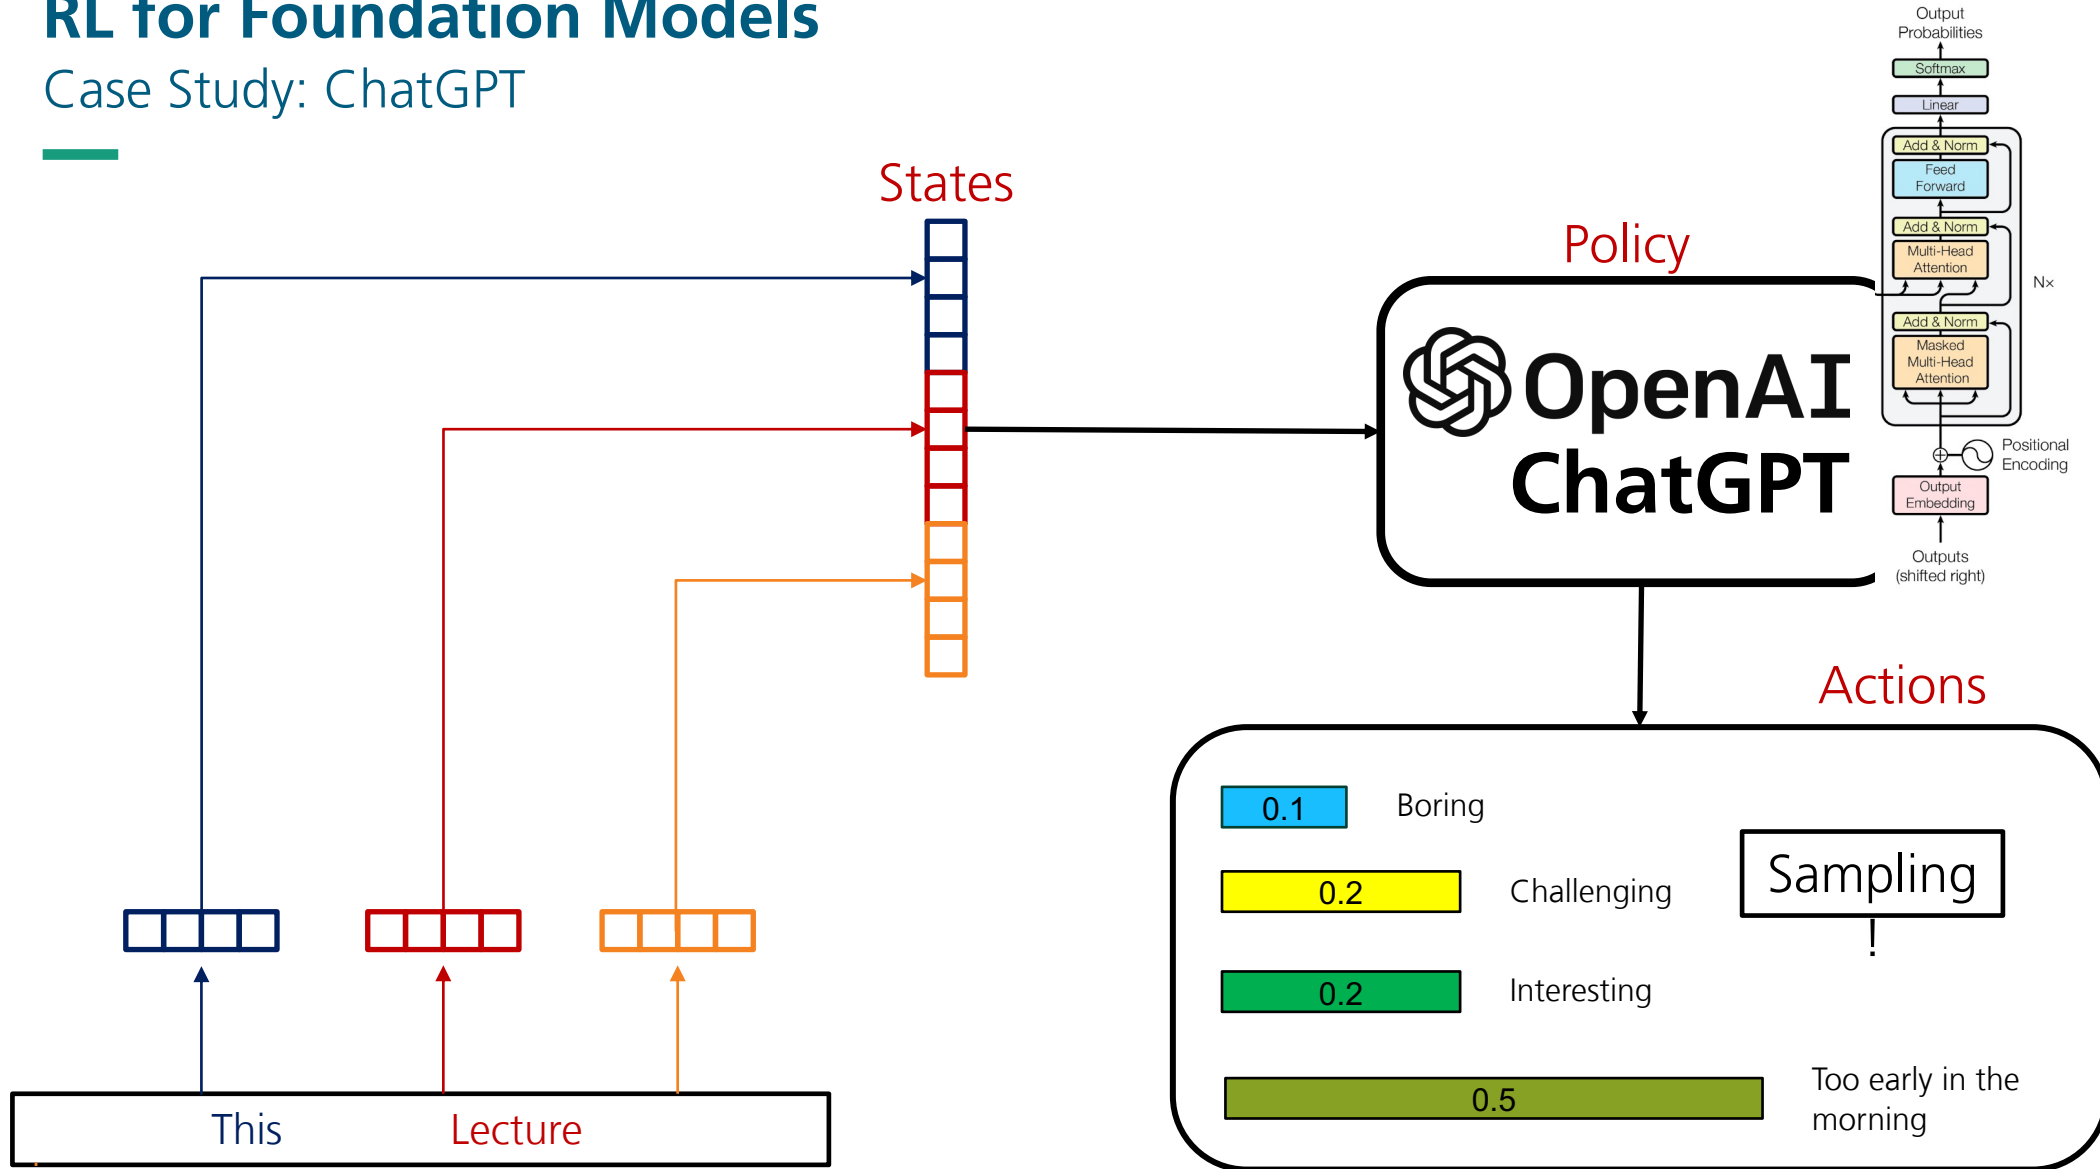 RL for Foundation Models
Case Study: ChatGPT
States
Policy
OpenAI
ChatGPT
Output
Probabilities
Softmax
Linear
Add & Norm
Feed
Forward
Add & Norm
Multi-Head
Attention
N×
Add & Norm
Masked
Multi-Head
Attention
Positional
Encoding
Output
Embedding
Outputs
(shifted right)
Actions
0.1 Boring
0.2 Challenging
Sampling
!
0.2 Interesting
0.5 Too early in the
morning
This Lecture